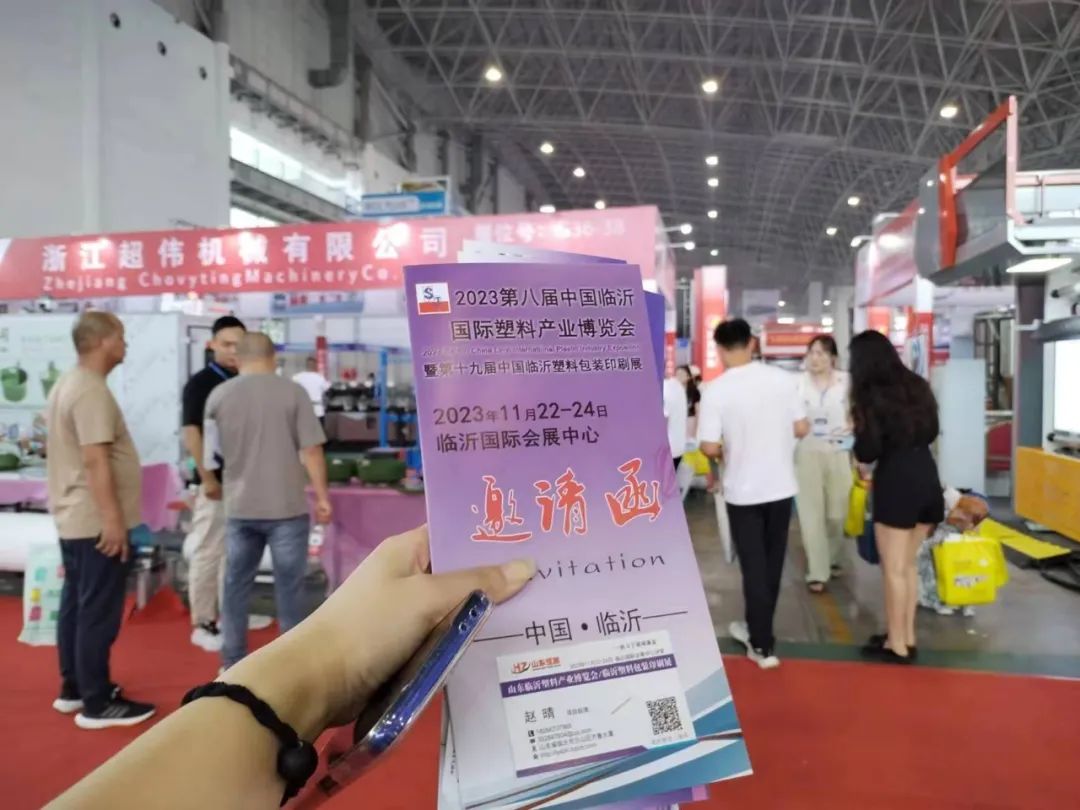 浙江超伟机械有限公司
Zhejiang Chovyting Machinery Co.
2023第八届中国临沂
国际塑料产业博览会
暨第十九届中国临沂塑料包装印刷展
2023年11月22-24日
临沂国际会展中心
邀请函
vitation
中国·临沂
HZ
山东临沂塑料产业博览会/临沂塑料包装印刷展
赵 晴